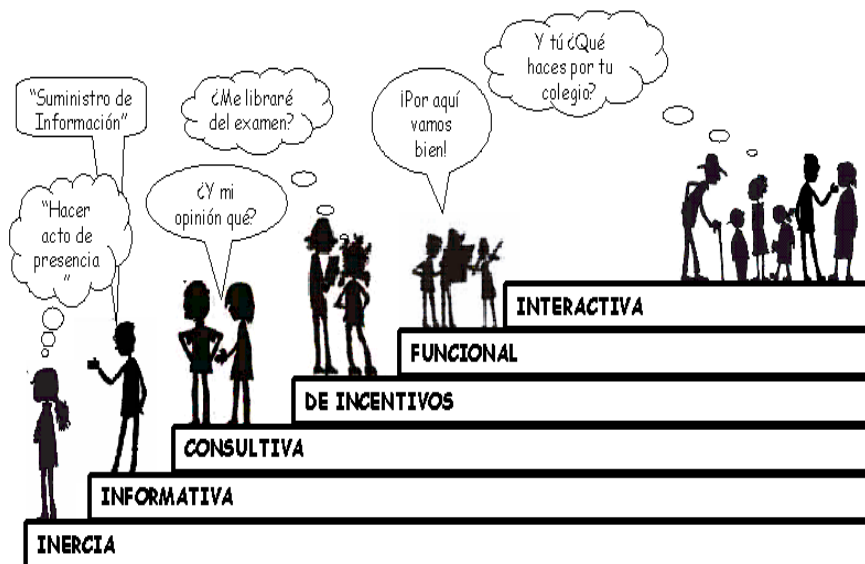 Y tú ¿Qué
haces por tu
colegio?
¿Me libraré
del examen?
¡Por aquí
vamos
bien!
"Suministro de
Información"
¿Y mi
opinión qué?
"Hacer
acto de
presencia
"
INTERACTIVA
FUNCIONAL
DE INCENTIVOS
CONSULTIVA
INFORMATIVA
INERCIA